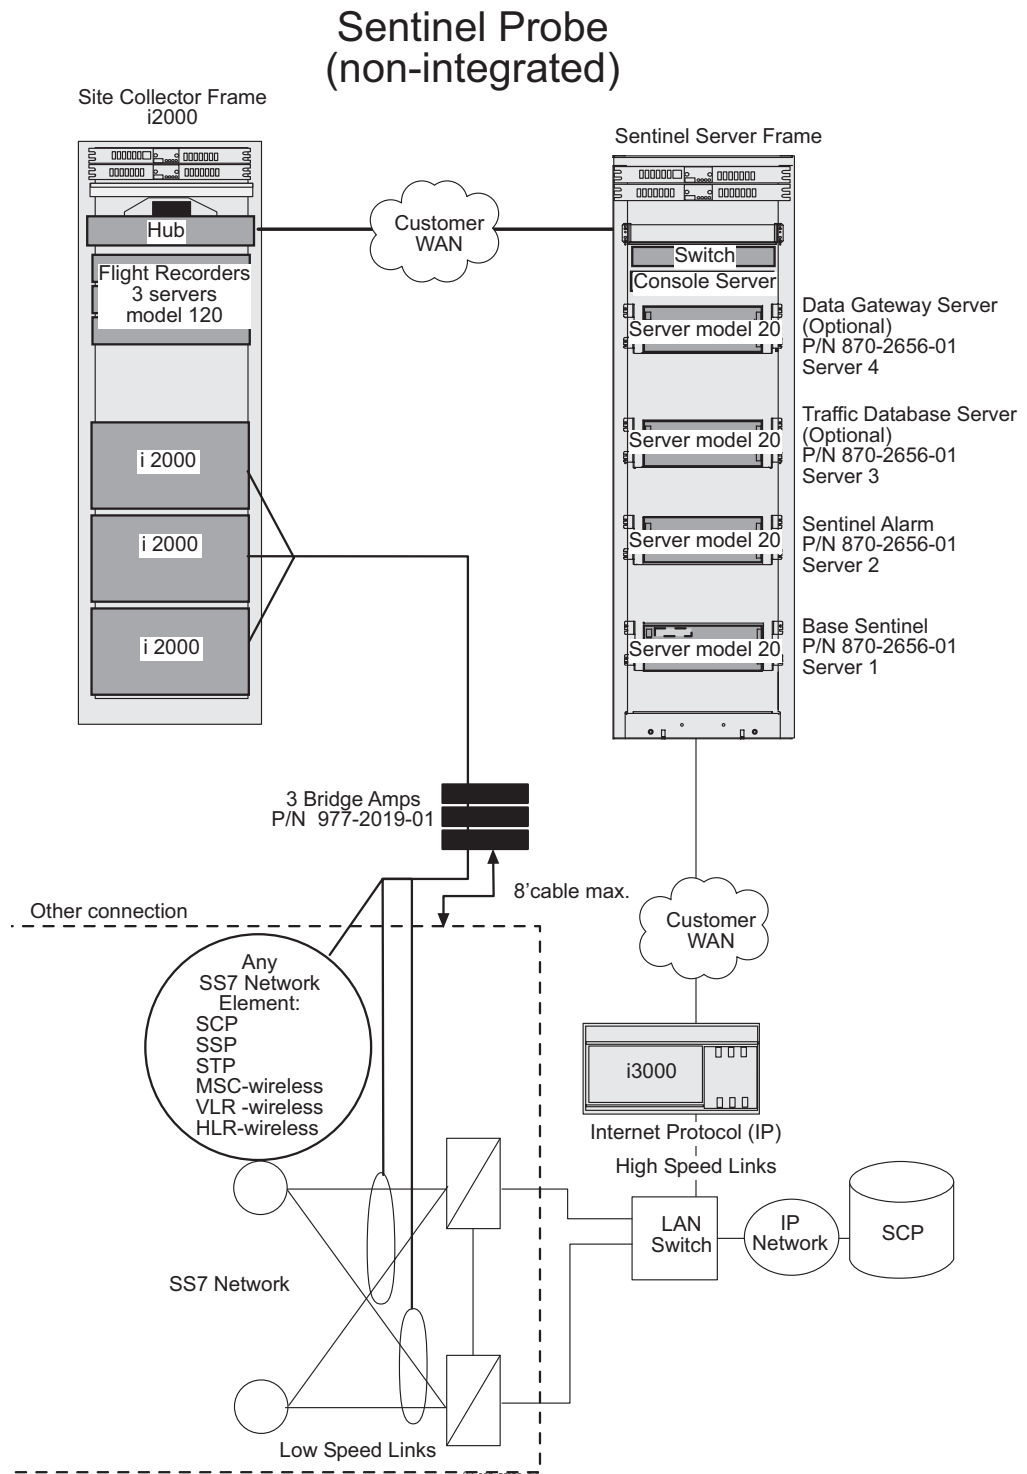 Sentinel Probe
(non-integrated)
Site Collector Frame
i2000
Sentinel Server Frame
Hub
Customer
WAN
Flight Recorders
3 servers
model 120
Switch
Console Server
Server model 20
Data Gateway Server
(Optional)
P/N 870-2656-01
Server 4
Server model 20
Traffic Database Server
(Optional)
P/N 870-2656-01
Server 3
i 2000
i 2000
i 2000
Server model 20
Sentinel Alarm
P/N 870-2656-01
Server 2
Server model 20
Base Sentinel
P/N 870-2656-01
Server 1
3 Bridge Amps
P/N 977-2019-01
8'cable max.
Other connection
Customer
WAN
Any
SS7 Network
Element:
SCP
SSP
STP
MSC-wireless
VLR -wireless
HLR-wireless
i3000
Internet Protocol (IP)
High Speed Links
LAN
Switch
IP
Network
SCP
SS7 Network
Low Speed Links